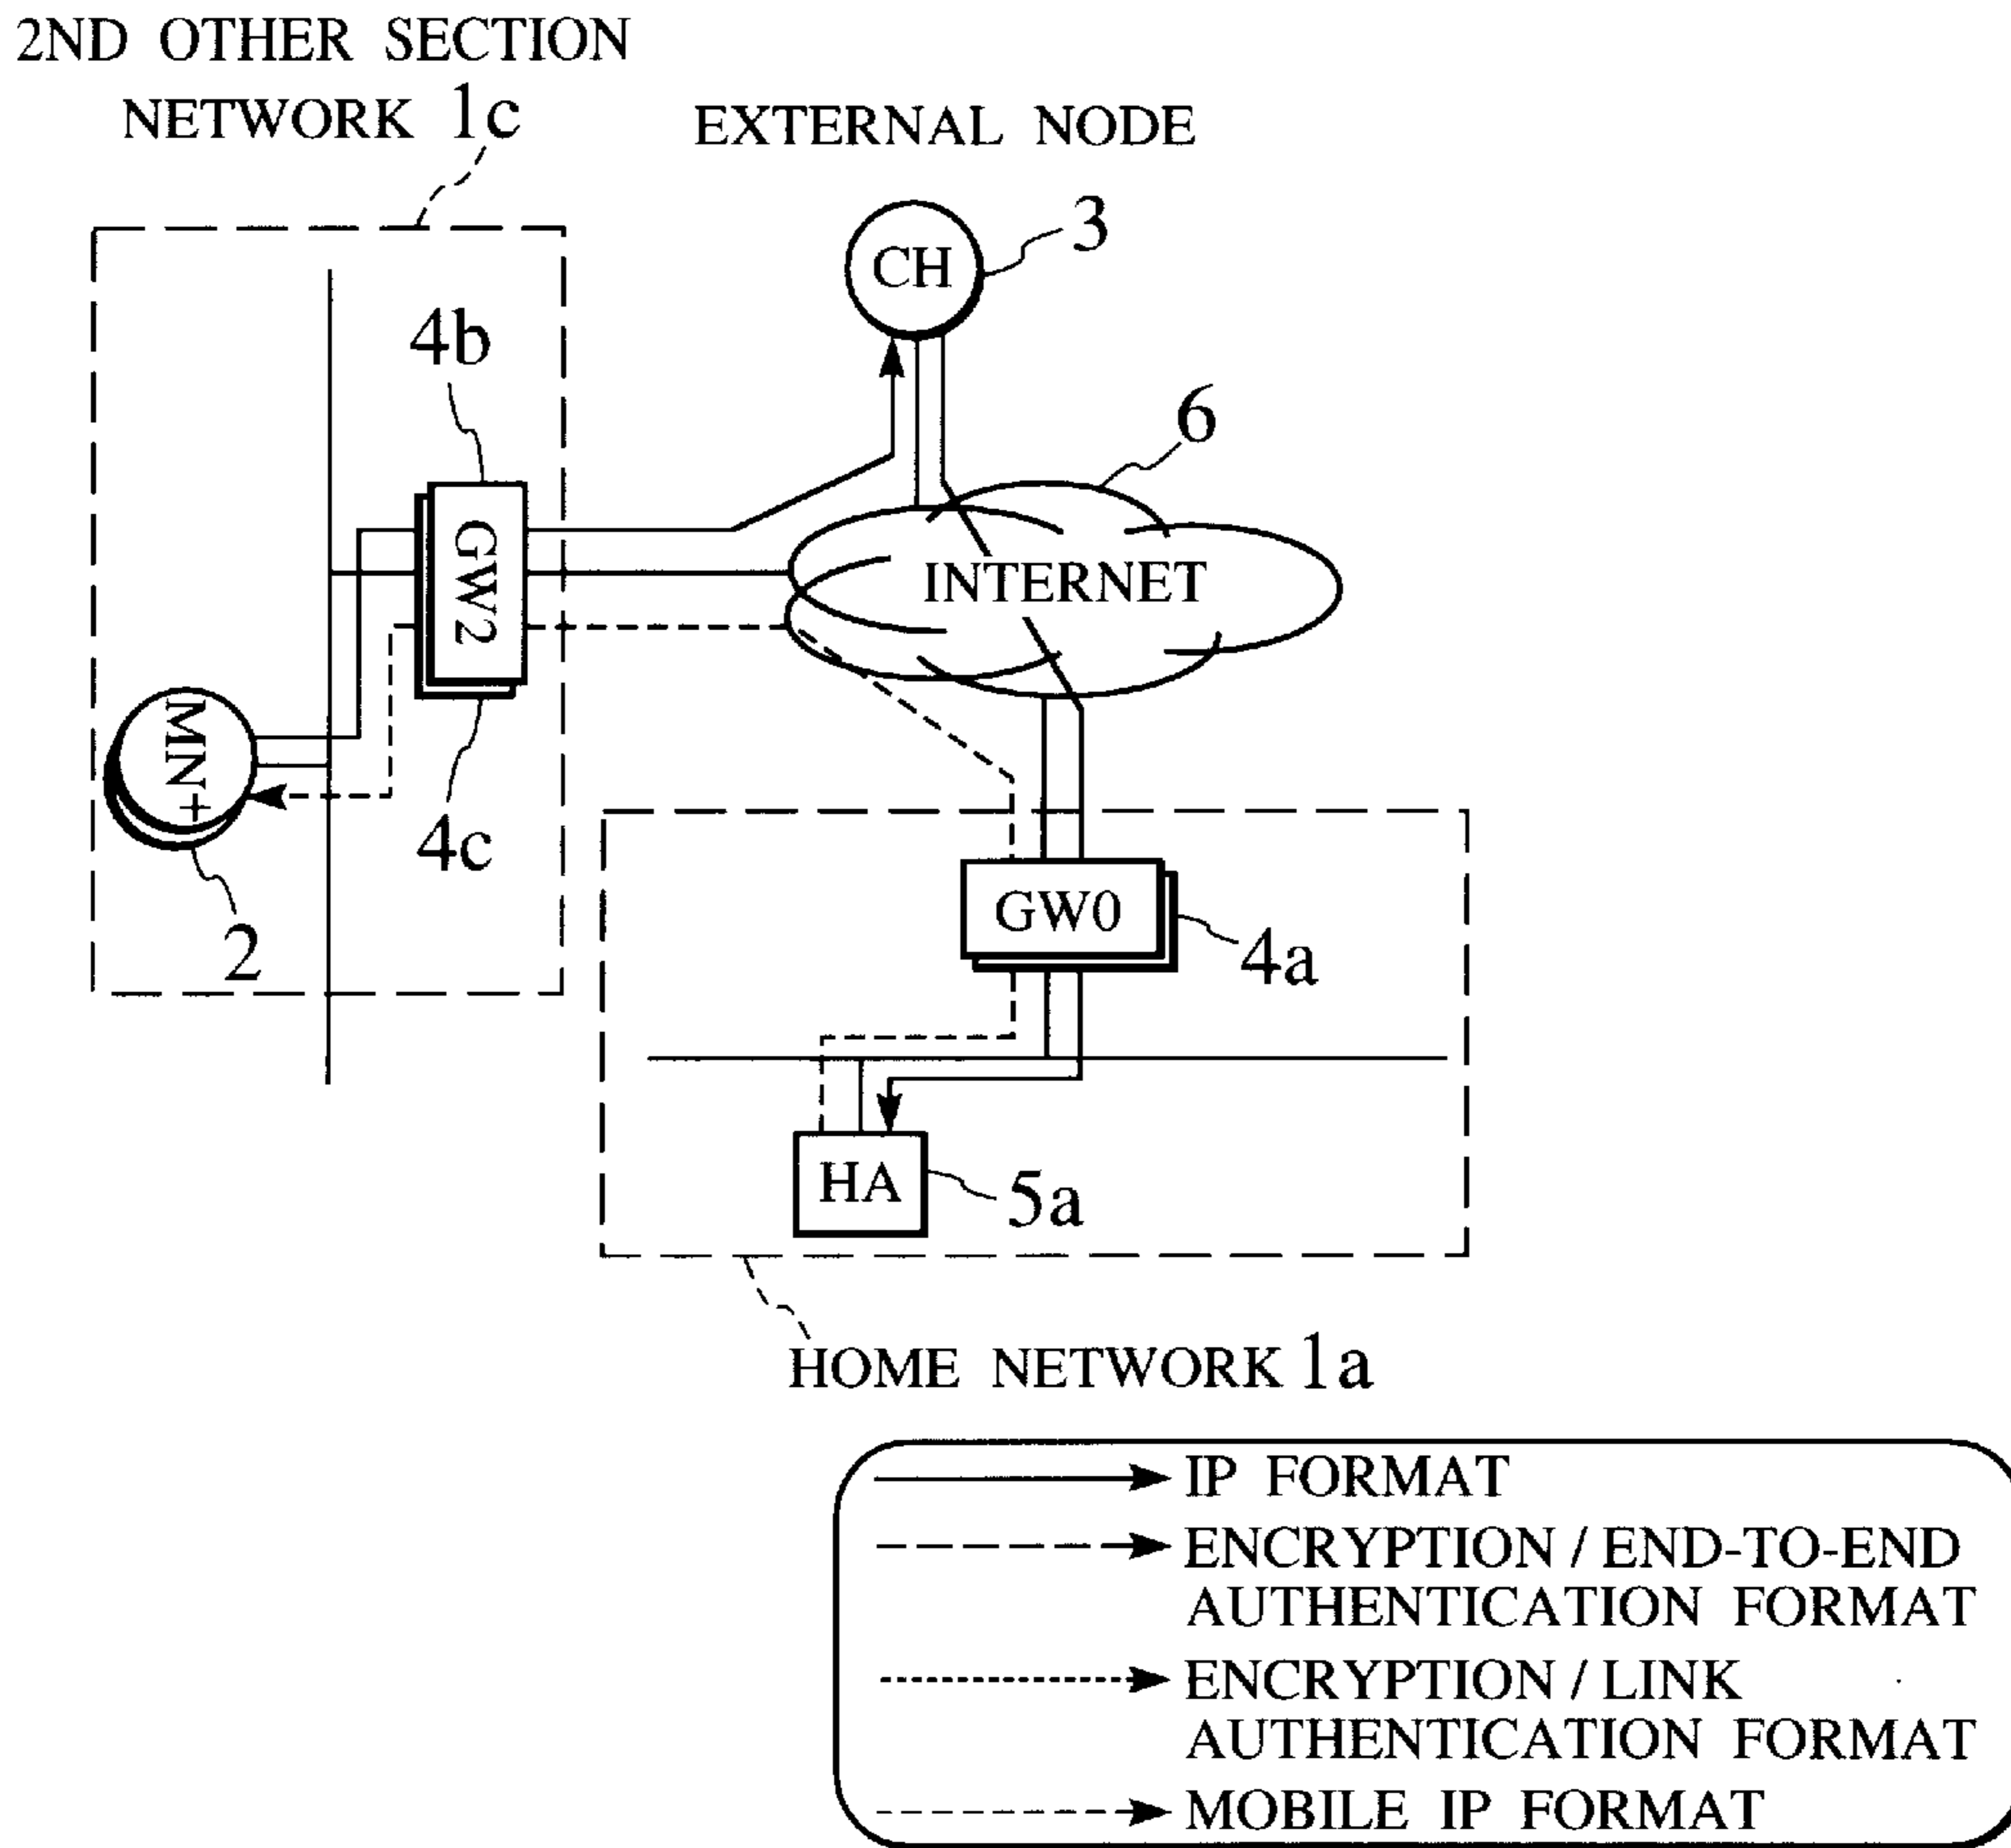 2ND OTHER SECTION
NETWORK 1c
EXTERNAL NODE
CH
3
4b
6
GW2
INTERNET
MN+
4c
2
GW0
4a
HA
5a
HOME NETWORK 1a
IP FORMAT
ENCRYPTION / END-TO-END
AUTHENTICATION FORMAT
ENCRYPTION / LINK
AUTHENTICATION FORMAT
MOBILE IP FORMAT